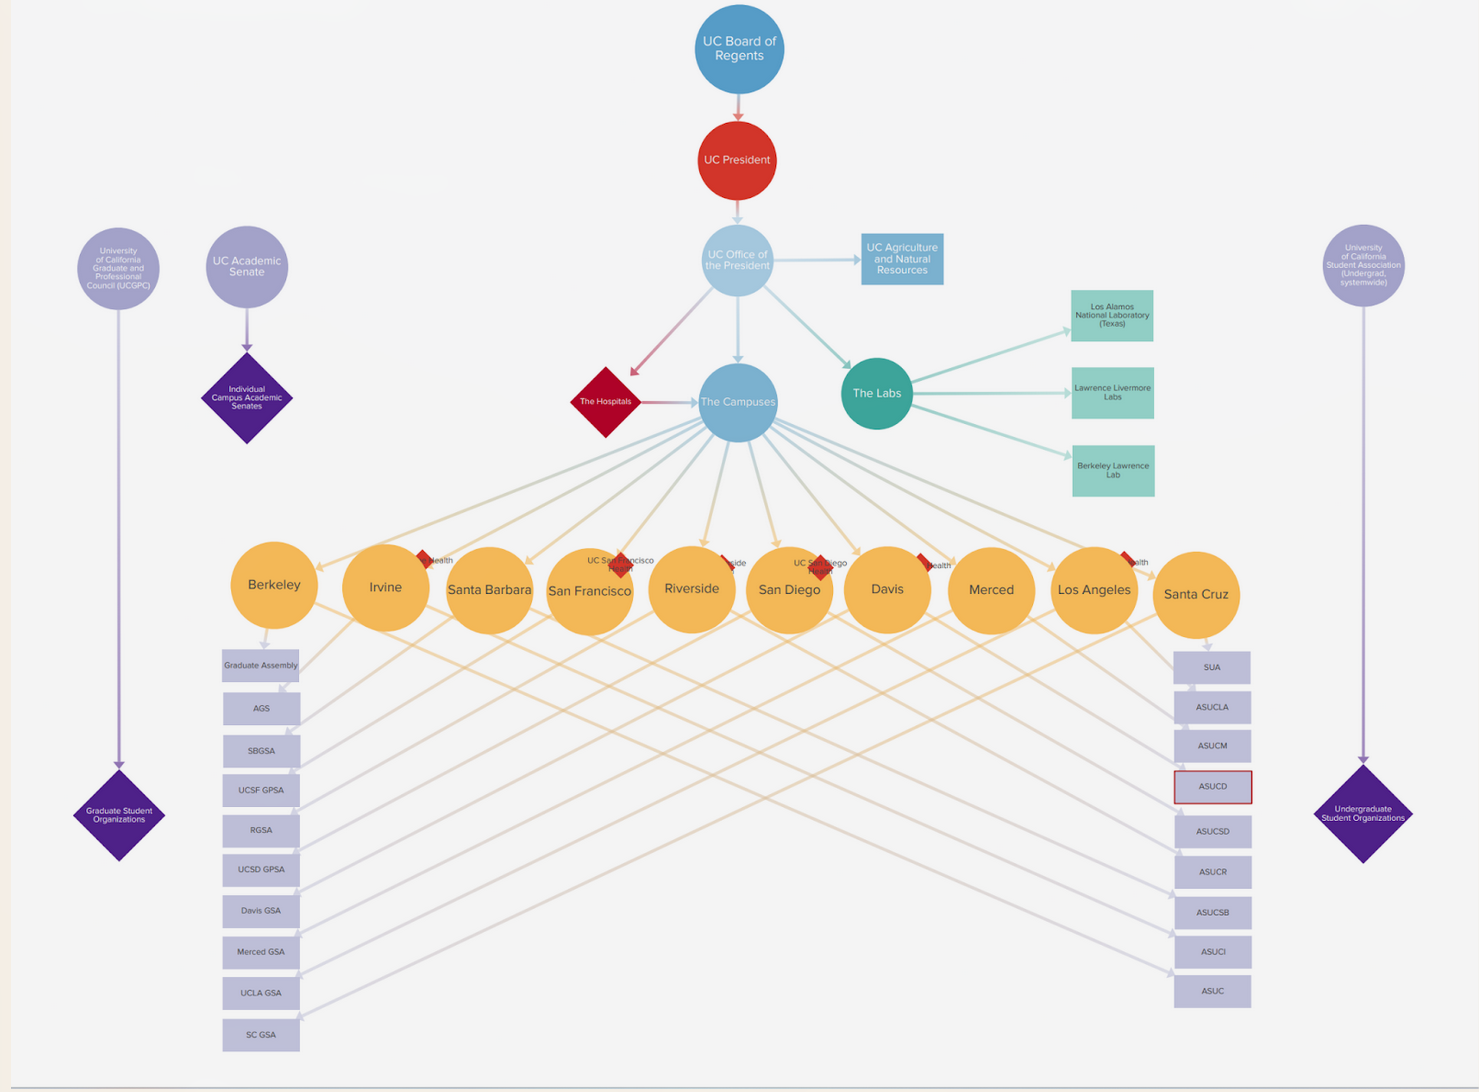 UC Board of
Regents
UC President
University
of California
Graduate and
Professional
Council (UCGPC)
UC Academic
Senate
UC Office of
the President
UC Agriculture
and Natural
Resources
University
of California
Student Association
(Undergrad,
systemwide)
Los Alamos
National Laboratory
(Texas)
Individual
Campus Academic
Senates
The Hospitals
The Campuses
The Labs
Lawrence Livermore
Labs
Berkeley Lawrence
Lab
Health
UC San Francisco
Health
UC San Diego
Health
Health
Berkeley
Irvine
Santa Barbara
San Francisco
Riverside
San Diego
Davis
Merced
Los Angeles
Santa Cruz
Graduate Assembly
AGS
SBGSA
UCSF GPSA
RGSA
UCSD GPSA
Davis GSA
Merced GSA
UCLA GSA
SC GSA
SUA
ASUCLA
ASUCM
ASUCD
ASUCSD
ASUCR
ASUCSB
ASUCI
ASUC
Graduate Student
Organizations
Undergraduate
Student Organizations